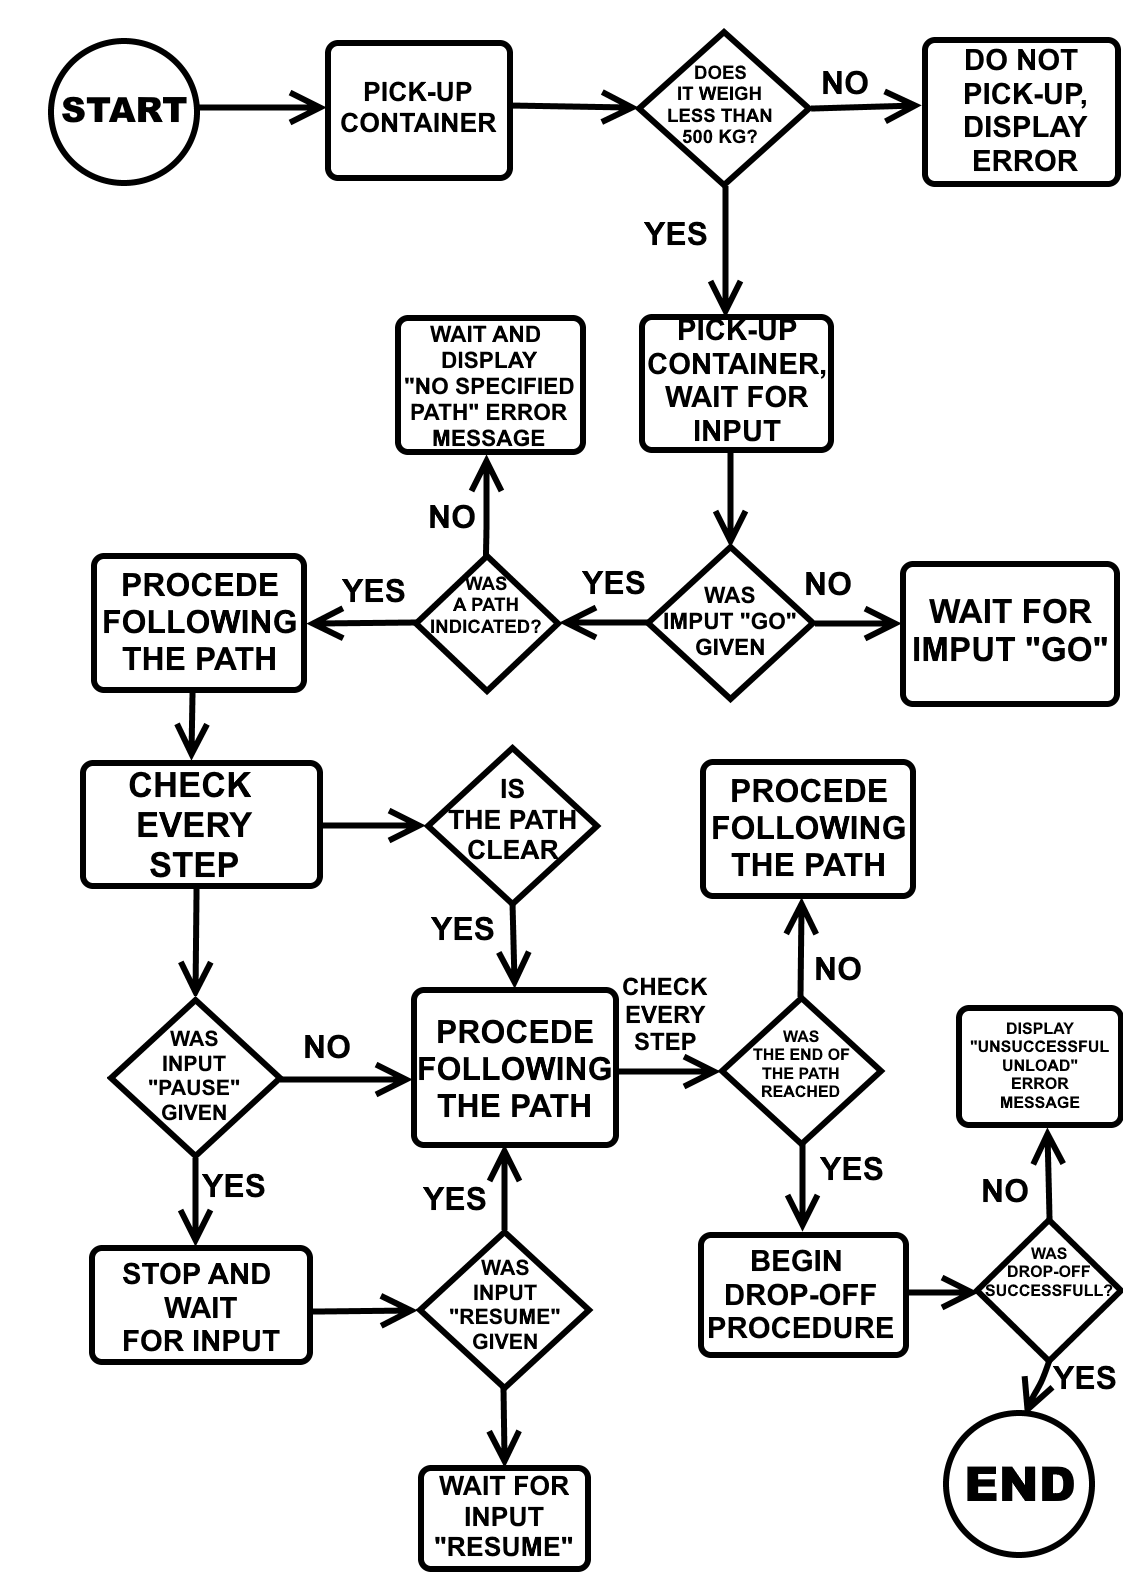 START
PICK-UP
CONTAINER
DOES
IT WEIGH
LESS THAN
500 KG?
NO
DO NOT
PICK-UP,
DISPLAY
ERROR
YES
PICK-UP
CONTAINER,
WAIT FOR
INPUT
WAIT AND
DISPLAY
"NO SPECIFIED
PATH" ERROR
MESSAGE
NO
PROCEDE
FOLLOWING
THE PATH
YES
WAS
A PATH
INDICATED?
YES
WAS
IMPUT "GO"
GIVEN
NO
WAIT FOR
IMPUT "GO"
CHECK
EVERY
STEP
IS
THE PATH
CLEAR
YES
PROCEDE
FOLLOWING
THE PATH
NO
WAS
INPUT
"PAUSE"
GIVEN
NO
PROCEDE
FOLLOWING
THE PATH
CHECK
EVERY
STEP
WAS
THE END OF
THE PATH
REACHED
DISPLAY
"UNSUCCESSFUL
UNLOAD"
ERROR
MESSAGE
YES
YES
YES
NO
STOP AND
WAIT
FOR INPUT
WAS
INPUT
"RESUME"
GIVEN
BEGIN
DROP-OFF
PROCEDURE
WAS
DROP-OFF
SUCCESSFULL?
YES
WAIT FOR
INPUT
"RESUME"
END